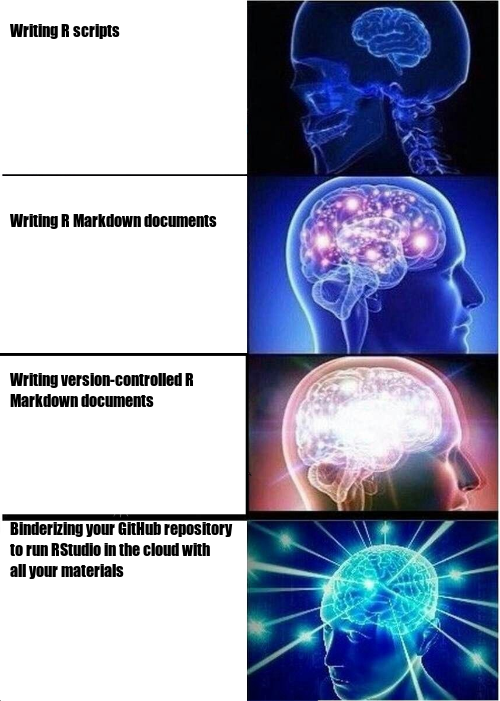 Writing R scripts
Writing R Markdown documents
Writing version-controlled R
Markdown documents
Binderizing your GitHub repository
to run RStudio in the cloud with
all your materials